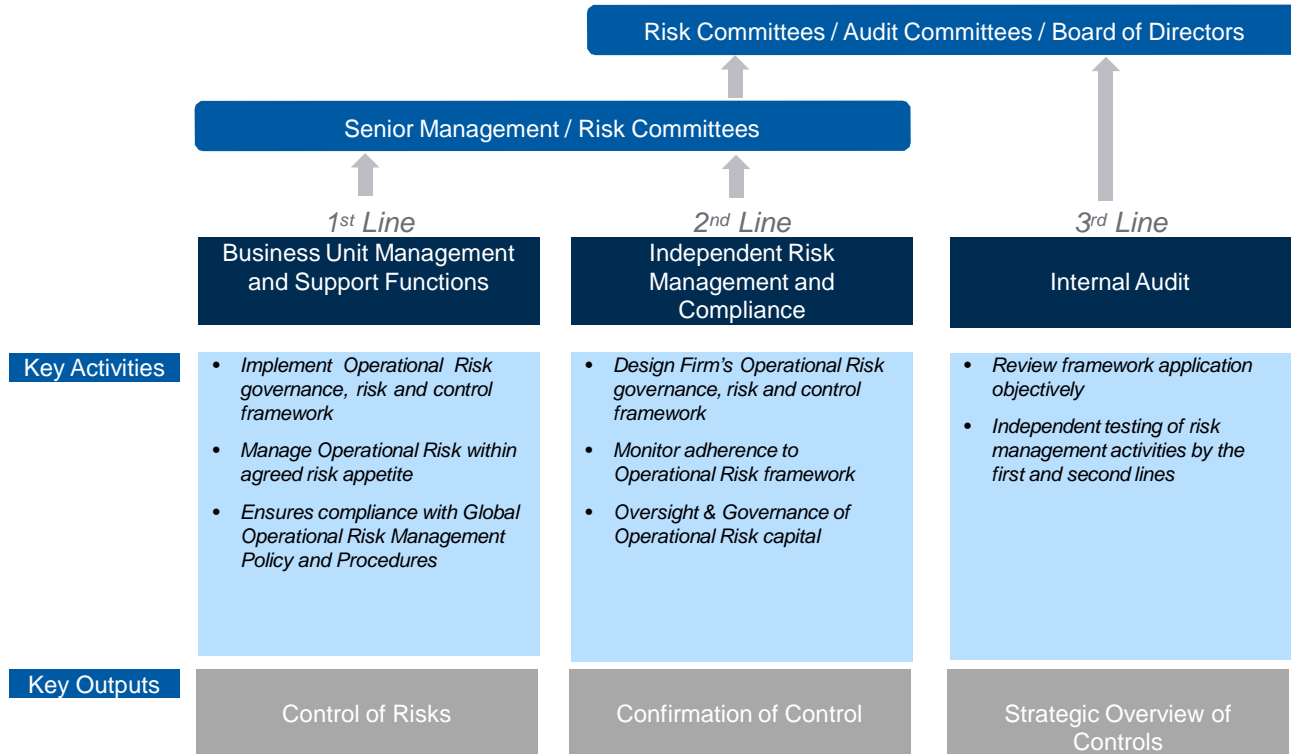 Risk Committees / Audit Committees / Board of Directors
Senior Management / Risk Committees
1st Line
Business Unit Management
and Support Functions
2nd Line
Independent Risk
Management and
Compliance
3rd Line
Internal Audit
Key Activities
• Implement Operational Risk
governance, risk and control
framework
• Manage Operational Risk within
agreed risk appetite
• Ensures compliance with Global
Operational Risk Management
Policy and Procedures
• Design Firm's Operational Risk
governance, risk and control
framework
• Monitor adherence to
Operational Risk framework
• Oversight & Governance of
Operational Risk capital
• Review framework application
objectively
• Independent testing of risk
management activities by the
first and second lines
Key Outputs
Control of Risks
Confirmation of Control
Strategic Overview of
Controls